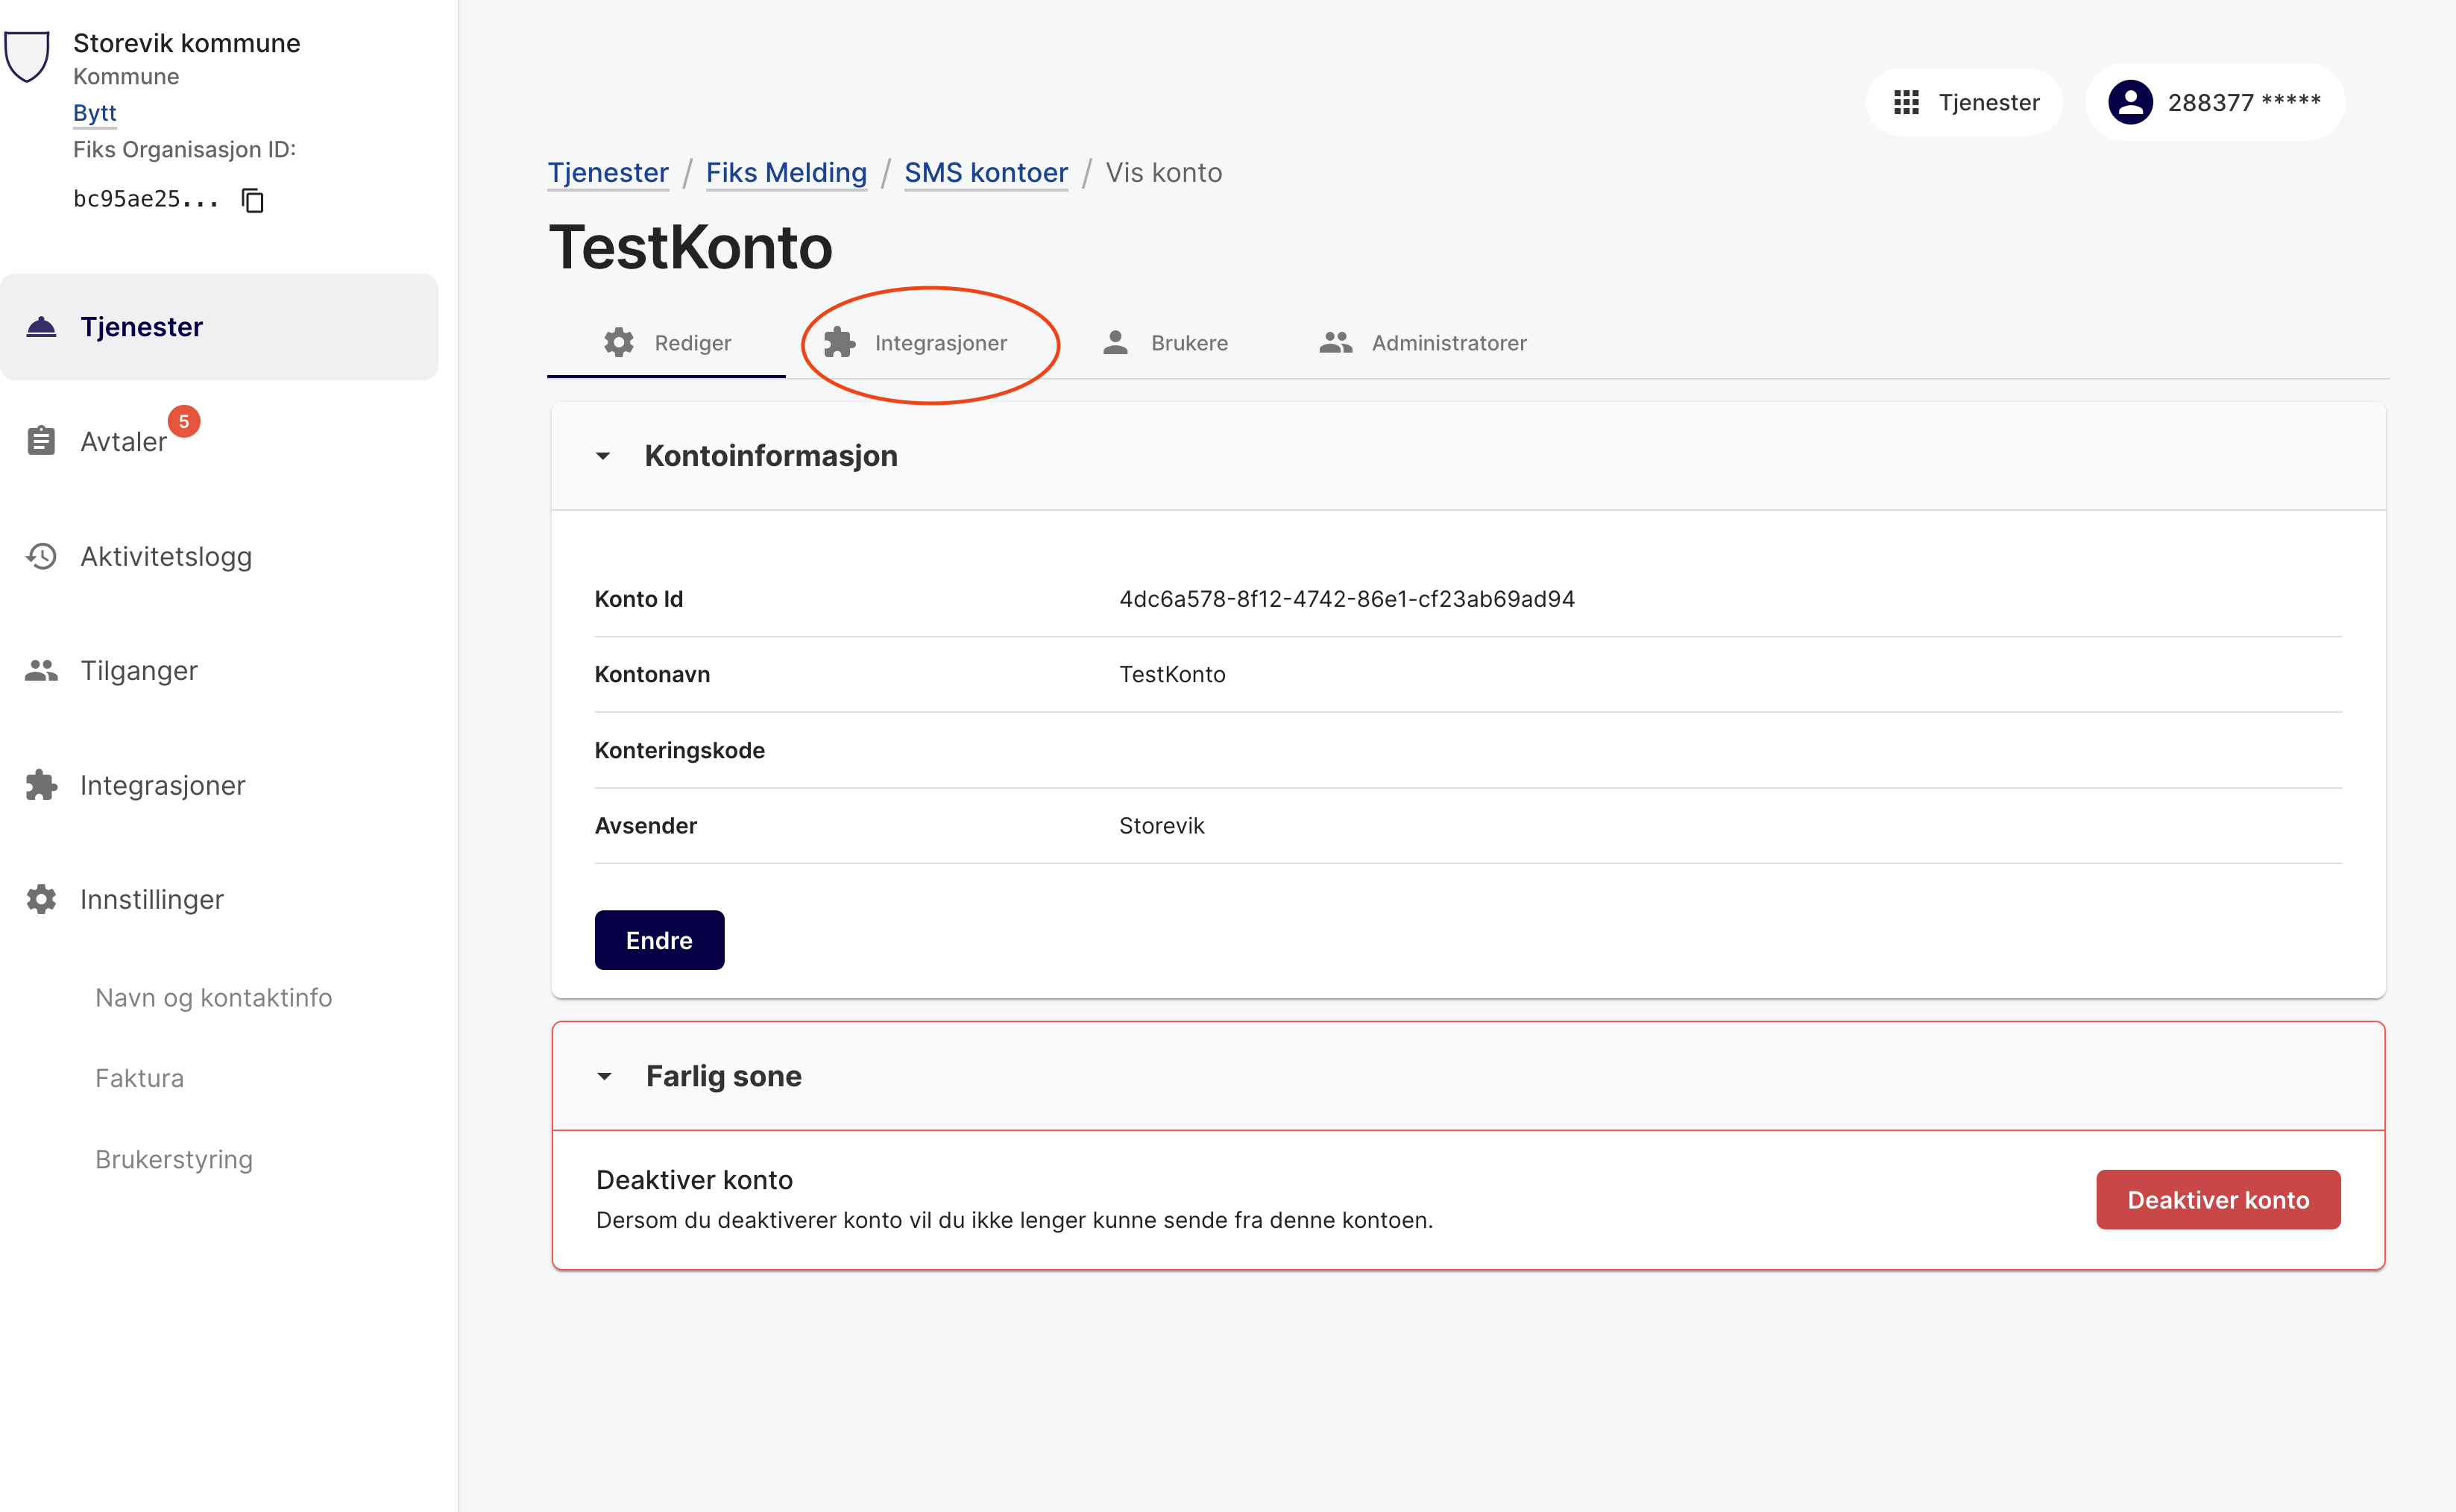 Storevik kommune
Kommune
Bytt
Fiks Organisasjon ID:
bc95ae25...
Tjenester
Avtaler 5
Aktivitetslogg
Tilganger
Integrasjoner
Innstillinger
Navn og kontaktinfo
Faktura
Brukerstyring
Tjenester
288377 *****
Tjenester / Fiks Melding / SMS kontoer / Vis konto
TestKonto
Rediger Integrasjoner Brukere Administratorer
Kontoinformasjon
Konto Id 4dc6a578-8f12-4742-86e1-cf23ab69ad94
Kontonavn TestKonto
Konteringskode
Avsender Storevik
Endre
Farlig sone
Deaktiver konto
Dersom du deaktiverer konto vil du ikke lenger kunne sende fra denne kontoen.
Deaktiver konto